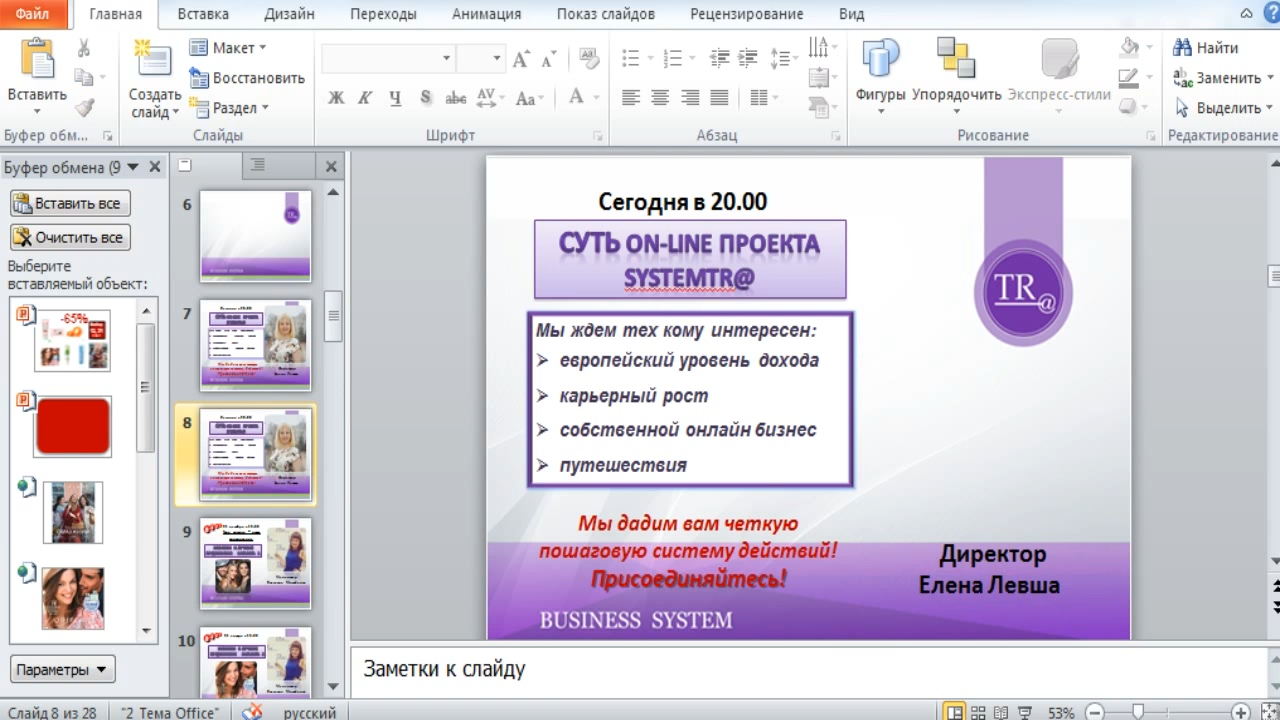 Файл Главная Вставка Дизайн Переходы Анимация Показ слайдов Рецензирование Вид
Вставить
Буфер обм...
Создать слайд
Макет
Восстановить
Раздел
Слайды
Ж К Ч S abc AV Aa A
Шрифт
Абзац
Фигуры Упорядочить Экспресс-стили
Рисование
Найти
Заменить
Выделить
Редактирование
Буфер обмена (9
Вставить все
Очистить все
Выберите
вставляемый объект:
-65%
Параметры
6
7
8
9
10
Сегодня в 20.00
СУТЬ ON-LINE ПРОЕКТА
SYSTEMTR@
Мы ждем тех кому интересен:
европейский уровень дохода
карьерный рост
собственной онлайн бизнес
путешествия
Мы дадим вам четкую
пошаговую систему действий!
Присоединяйтесь!
BUSINESS SYSTEM
TR@
Директор
Елена Левша
Заметки к слайду
Слайд 8 из 28 "2_Тема Office" русский 53%